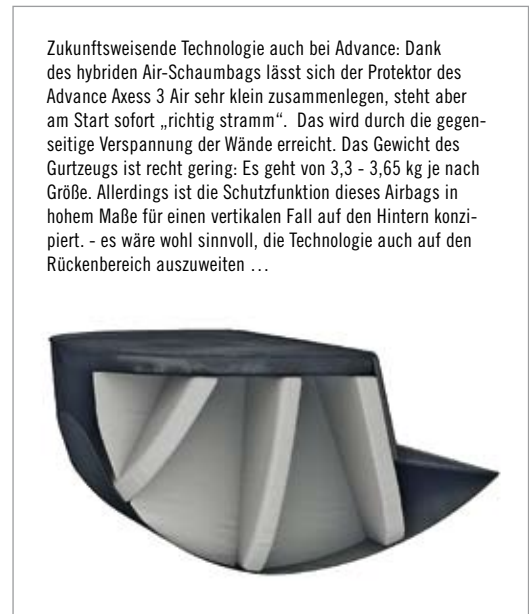 Zukunftsweisende Technologie auch bei Advance: Dank
des hybriden Air-Schaumbags lässt sich der Protektor des
Advance Axess 3 Air sehr klein zusammenlegen, steht aber
am Start sofort „richtig stramm“.  Das wird durch die gegen-
seitige Verspannung der Wände erreicht. Das Gewicht des
Gurtzeugs ist recht gering: Es geht von 3,3 - 3,65 kg je nach
Größe. Allerdings ist die Schutzfunktion dieses Airbags in
hohem Maße für einen vertikalen Fall auf den Hintern konzi-
piert. - es wäre wohl sinnvoll, die Technologie auch auf den
Rückenbereich auszuweiten …